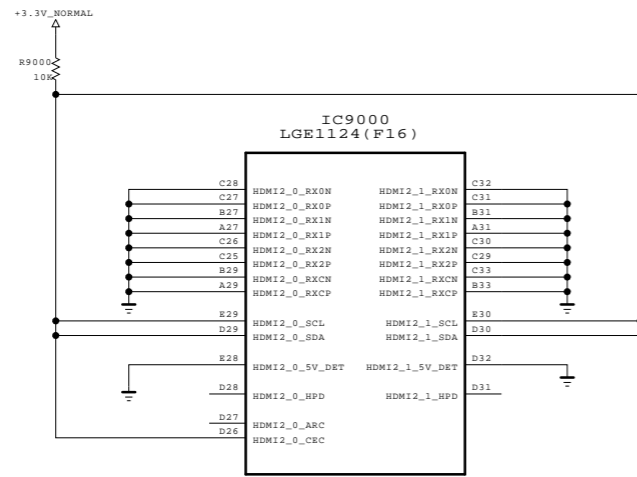 +3.3V_NORMAL
R9000
10K
IC9000
LGE1124(F16)
C28 HDMI2_0_RX0N HDMI2_1_RX0N C32
C27 HDMI2_0_RX0P HDMI2_1_RX0P C31
B27 HDMI2_0_RX1N HDMI2_1_RX1N B31
A27 HDMI2_0_RX1P HDMI2_1_RX1P A31
C26 HDMI2_0_RX2N HDMI2_1_RX2N C30
C25 HDMI2_0_RX2P HDMI2_1_RX2P C29
B29 HDMI2_0_RXCN HDMI2_1_RXCN C33
A29 HDMI2_0_RXCP HDMI2_1_RXCP B33
E29 HDMI2_0_SCL HDMI2_1_SCL E30
D29 HDMI2_0_SDA HDMI2_1_SDA D30
E28 HDMI2_0_5V_DET HDMI2_1_5V_DET D32
D28 HDMI2_0_HPD HDMI2_1_HPD D31
D27 HDMI2_0_ARC
D26 HDMI2_0_CEC